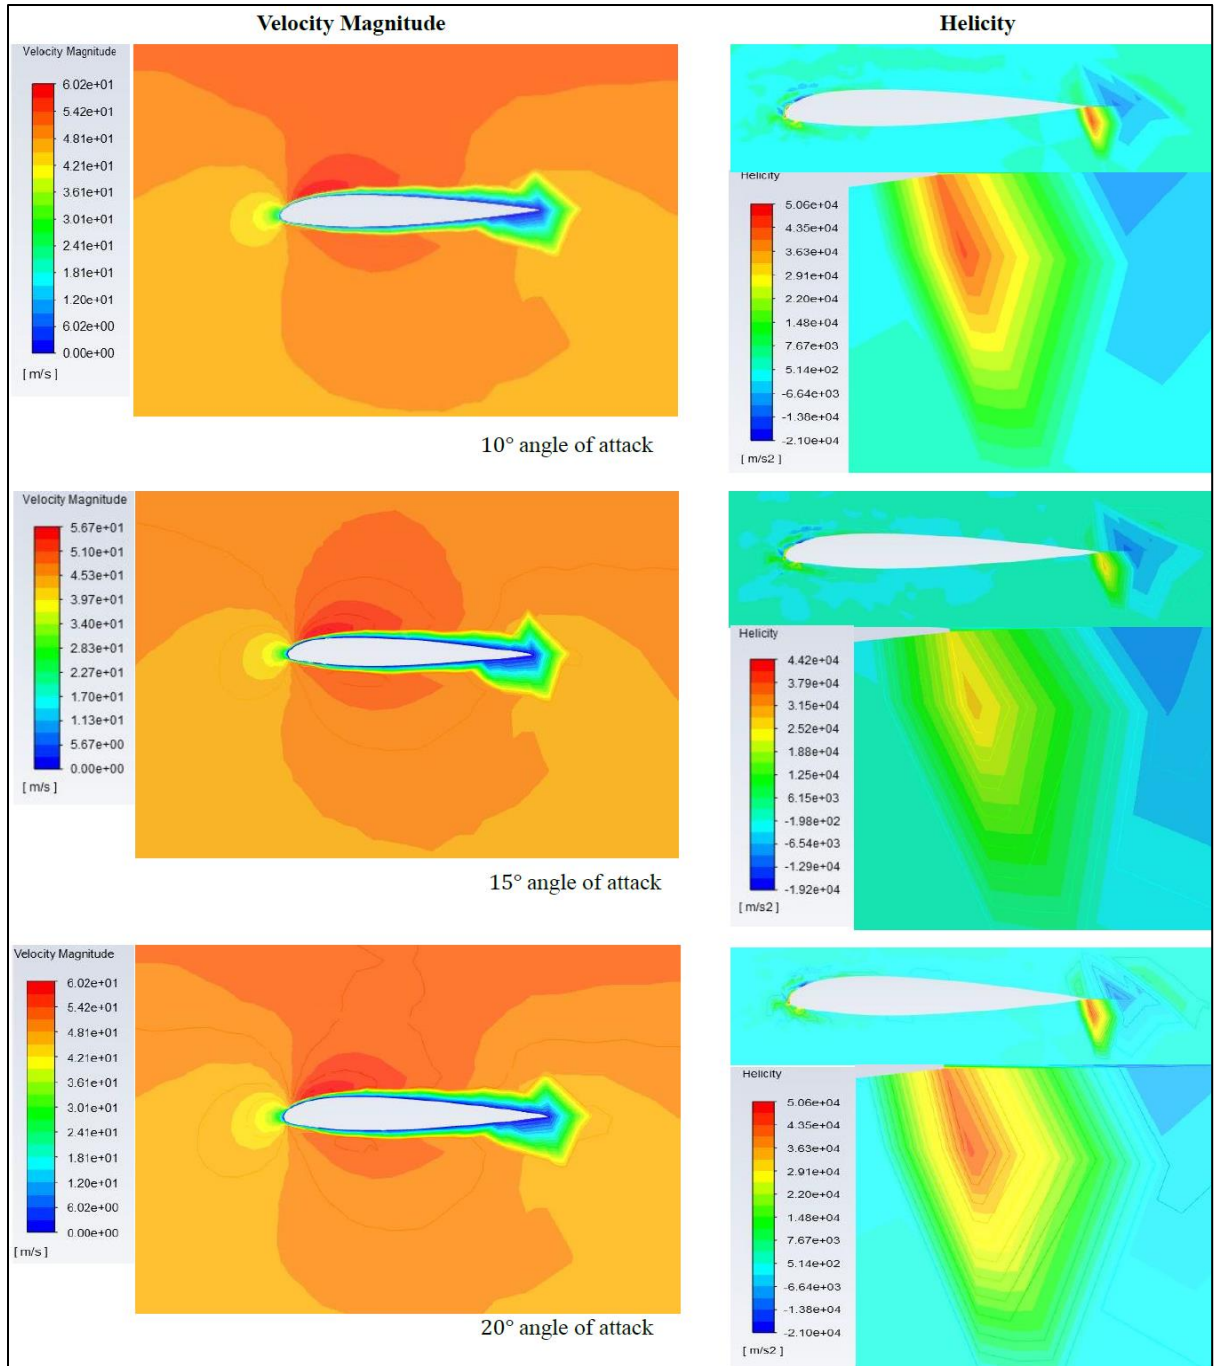 Velocity Magnitude
Helicity
Velocity Magnitude
6.02e+01
5.42e+01
4.81e+01
4.21e+01
3.61e+01
3.01e+01
2.41e+01
1.81e+01
1.20e+01
6.02e+00
0.00e+00
[ m/s ]
Helicity
5.06e+04
4.35e+04
3.63e+04
2.91e+04
2.20e+04
1.48e+04
7.67e+03
5.14e+02
-6.64e+03
-1.38e+04
-2.10e+04
[ m/s2 ]
10° angle of attack
Velocity Magnitude
5.67e+01
5.10e+01
4.53e+01
3.97e+01
3.40e+01
2.83e+01
2.27e+01
1.70e+01
1.13e+01
5.67e+00
0.00e+00
[ m/s ]
Helicity
4.42e+04
3.79e+04
3.15e+04
2.52e+04
1.88e+04
1.25e+04
6.15e+03
-1.98e+02
-6.54e+03
-1.29e+04
-1.92e+04
[ m/s2 ]
15° angle of attack
Velocity Magnitude
6.02e+01
5.42e+01
4.81e+01
4.21e+01
3.61e+01
3.01e+01
2.41e+01
1.81e+01
1.20e+01
6.02e+00
0.00e+00
[ m/s ]
Helicity
5.06e+04
4.35e+04
3.63e+04
2.91e+04
2.20e+04
1.48e+04
7.67e+03
5.14e+02
-6.64e+03
-1.38e+04
-2.10e+04
[ m/s2 ]
20° angle of attack